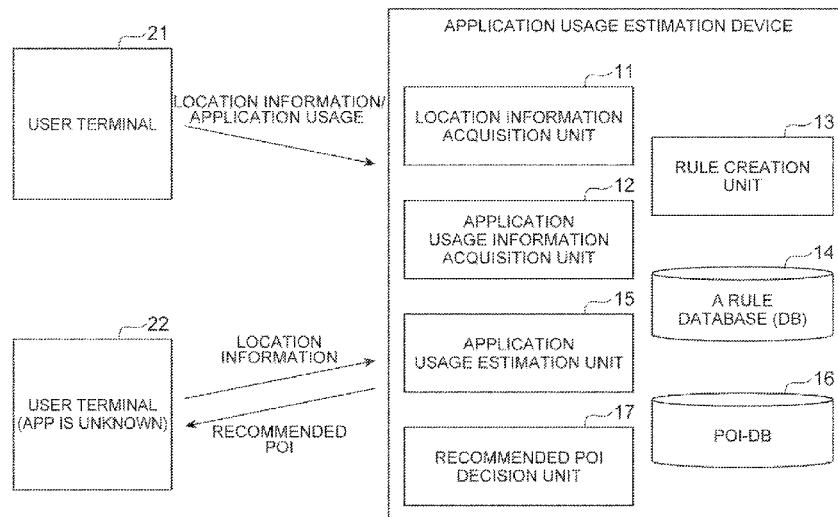 APPLICATION USAGE ESTIMATION DEVICE
21
USER TERMINAL
LOCATION INFORMATION/
APPLICATION USAGE
11
LOCATION INFORMATION
ACQUISITION UNIT
13
RULE CREATION
UNIT
12
APPLICATION
USAGE INFORMATION
ACQUISITION UNIT
14
A RULE
DATABASE (DB)
22
USER TERMINAL
(APP IS UNKNOWN)
LOCATION
INFORMATION
RECOMMENDED
POI
15
APPLICATION
USAGE ESTIMATION UNIT
16
POI-DB
17
RECOMMENDED POI
DECISION UNIT